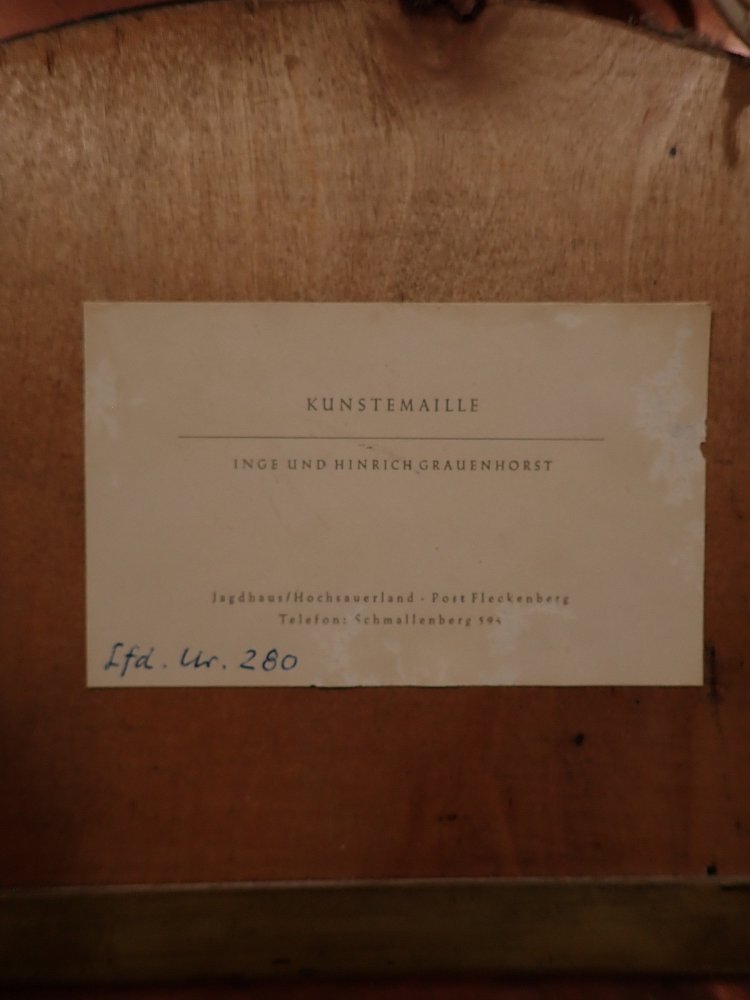 KUNSTEMAILLE
INGE UND HINRICH GRAUENHORST
Jagdhaus/Hochsauerland - Post Fleckenberg
Telefon: Schmallenberg 594
Lfd. Nr. 280